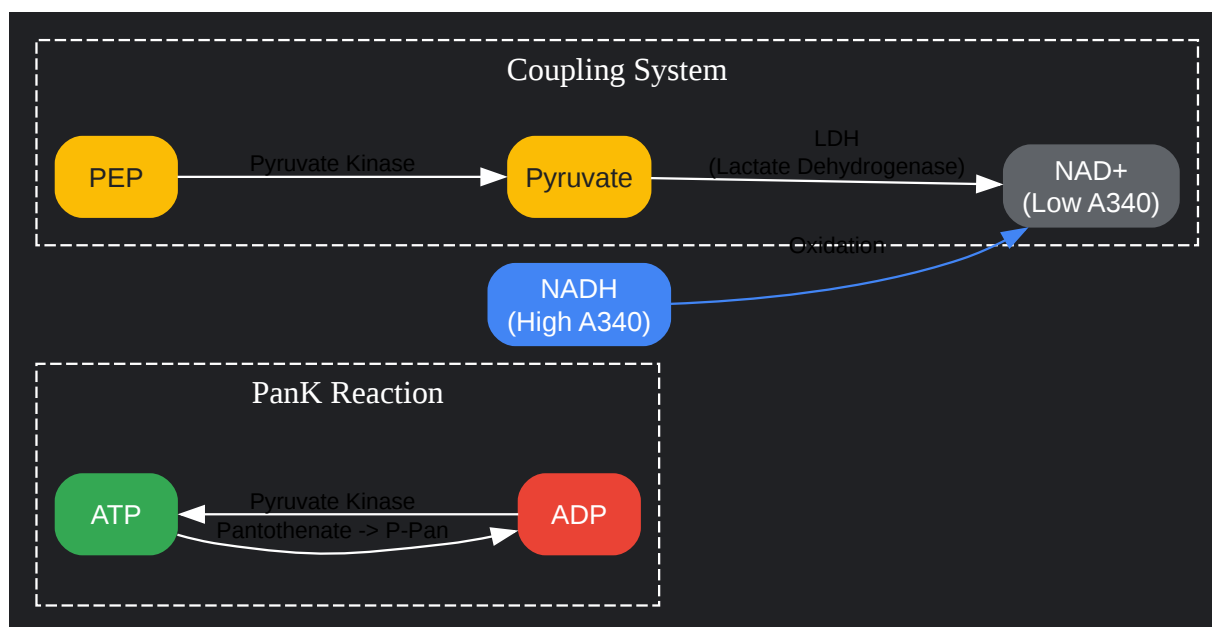 Coupling System
PEP
Pyruvate Kinase
Pyruvate
LDH
(Lactate Dehydrogenase)
NAD+
(Low A340)
Oxidation
NADH
(High A340)
PanK Reaction
ATP
Pyruvate Kinase
Pantothenate -> P-Pan
ADP